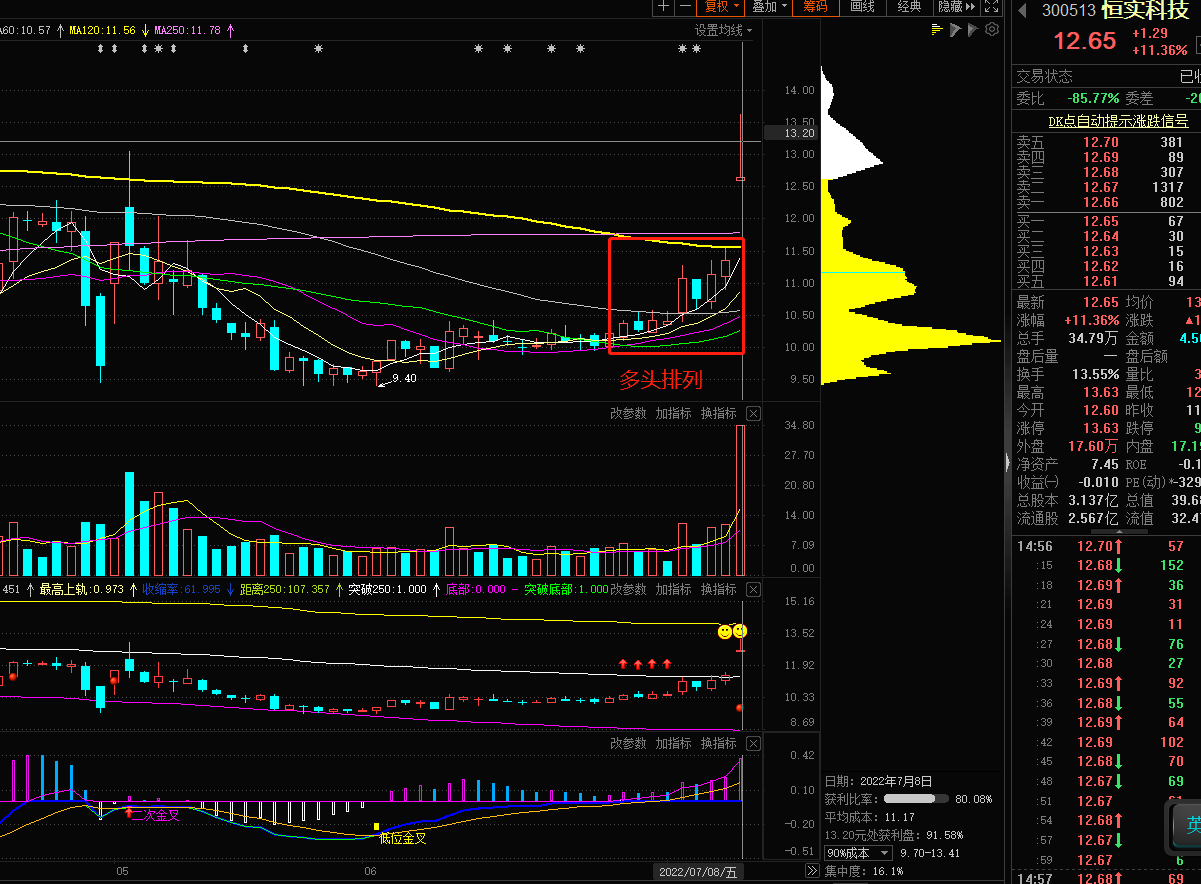 ＋ － 复权 叠加 筹码 画线 经典 隐藏
A60:10.57 ↑ MA120:11.56 ↓ MA250:11.78 ↑
设置均线
14.00
13.50
13.20
13.00
12.50
12.00
11.50
11.00
10.50
10.00
9.50
9.40
多头排列
改参数 加指标 换指标
34.80
27.70
20.80
14.00
7.09
0.00
451 ↑ 最高上轨:0.973 ↑ 收缩率:61.995 ↓ 距离250:107.357 ↑ 突破250:1.000 ↑ 底部:0.000 － 突破底部:1.000 改参数 加指标 换指标
15.16
13.52
11.92
10.33
8.69
改参数 加指标 换指标
0.42
0.10
-0.20
-0.51
二次金叉
低位金叉
05 06 2022/07/08/五
日期: 2022年7月8日
获利比率: 80.08%
平均成本: 11.17
13.20元处获利盘: 91.58%
90%成本 9.70-13.41
集中度: 16.1%
300513 恒实科技
12.65 +1.29
+11.36%
交易状态 已收
委比 -85.77% 委差
DK点自动提示涨跌信号
卖五 12.70 381
卖四 12.69 89
卖三 12.68 307
卖二 12.67 1317
卖一 12.66 802
买一 12.65 67
买二 12.64 30
买三 12.63 15
买四 12.62 16
买五 12.61 94
最新 12.65 均价 13
涨幅 +11.36% 涨跌 ▲1
总手 34.79万 金额 4.5
盘后量 — 盘后额
换手 13.55% 量比 3
最高 13.63 最低 12
今开 12.60 昨收 11
涨停 13.63 跌停 9
外盘 17.60万 内盘 17.1
净资产 7.45 ROE -0.1
收益㈠ -0.010 PE(动)*-329
总股本 3.137亿 总值 39.6
流通股 2.567亿 流值 32.4
14:56 12.70↑ 57
:15 12.68↓ 152
:18 12.69↑ 36
:21 12.69 31
:24 12.69 11
:27 12.68↓ 76
:30 12.68 27
:33 12.69↑ 92
:36 12.68↓ 55
:39 12.69↑ 64
:42 12.69 102
:45 12.68↓ 70
:48 12.67↓ 69
:51 12.67
:54 12.68↑
:57 12.67↓
:59 12.67 6
14:57 12.68↑ 69
英